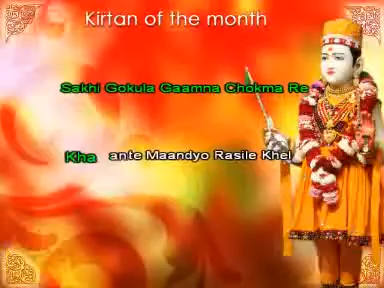 Kirtan of the month
Sakhi Gokula Gaamna Chokma Re
Kha ante Maandyo Rasile Khel